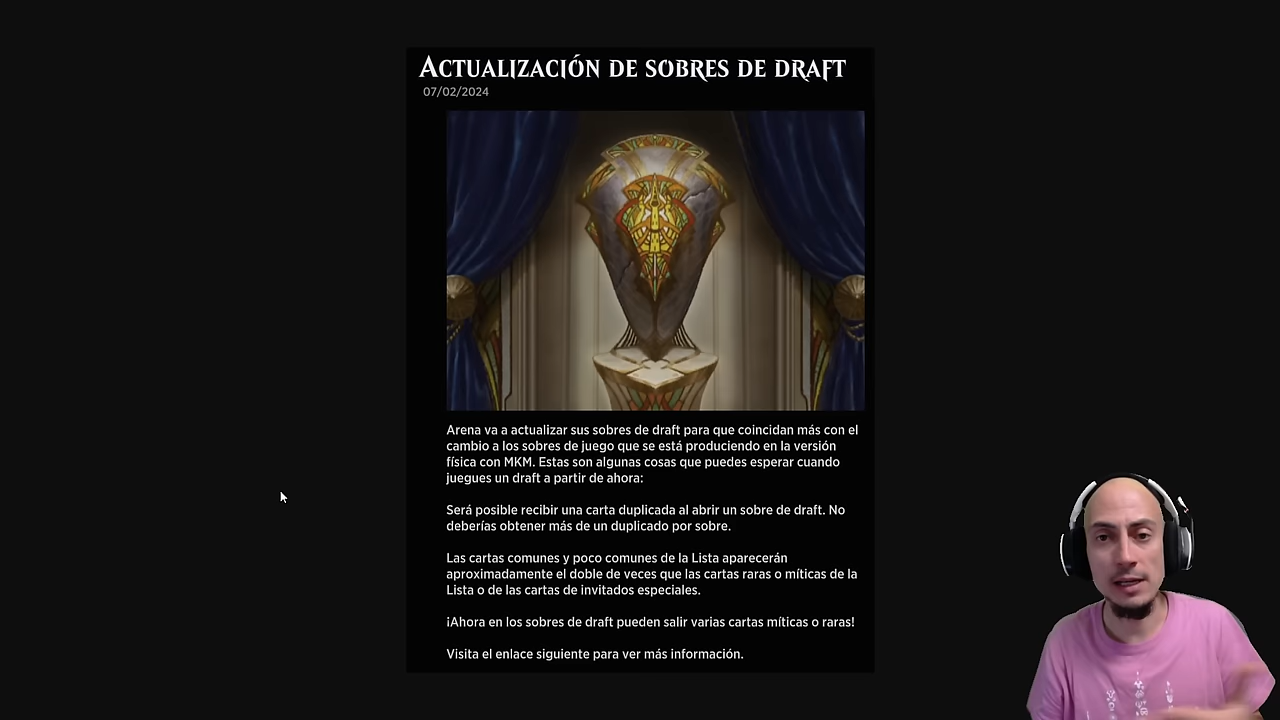 Actualización de sobres de draft
07/02/2024
Arena va a actualizar sus sobres de draft para que coincidan más con el
cambio a los sobres de juego que se está produciendo en la versión
física con MKM. Estas son algunas cosas que puedes esperar cuando
juegues un draft a partir de ahora:
Será posible recibir una carta duplicada al abrir un sobre de draft. No
deberías obtener más de un duplicado por sobre.
Las cartas comunes y poco comunes de la Lista aparecerán
aproximadamente el doble de veces que las cartas raras o míticas de la
Lista o de las cartas de invitados especiales.
¡Ahora en los sobres de draft pueden salir varias cartas míticas o raras!
Visita el enlace siguiente para ver más información.